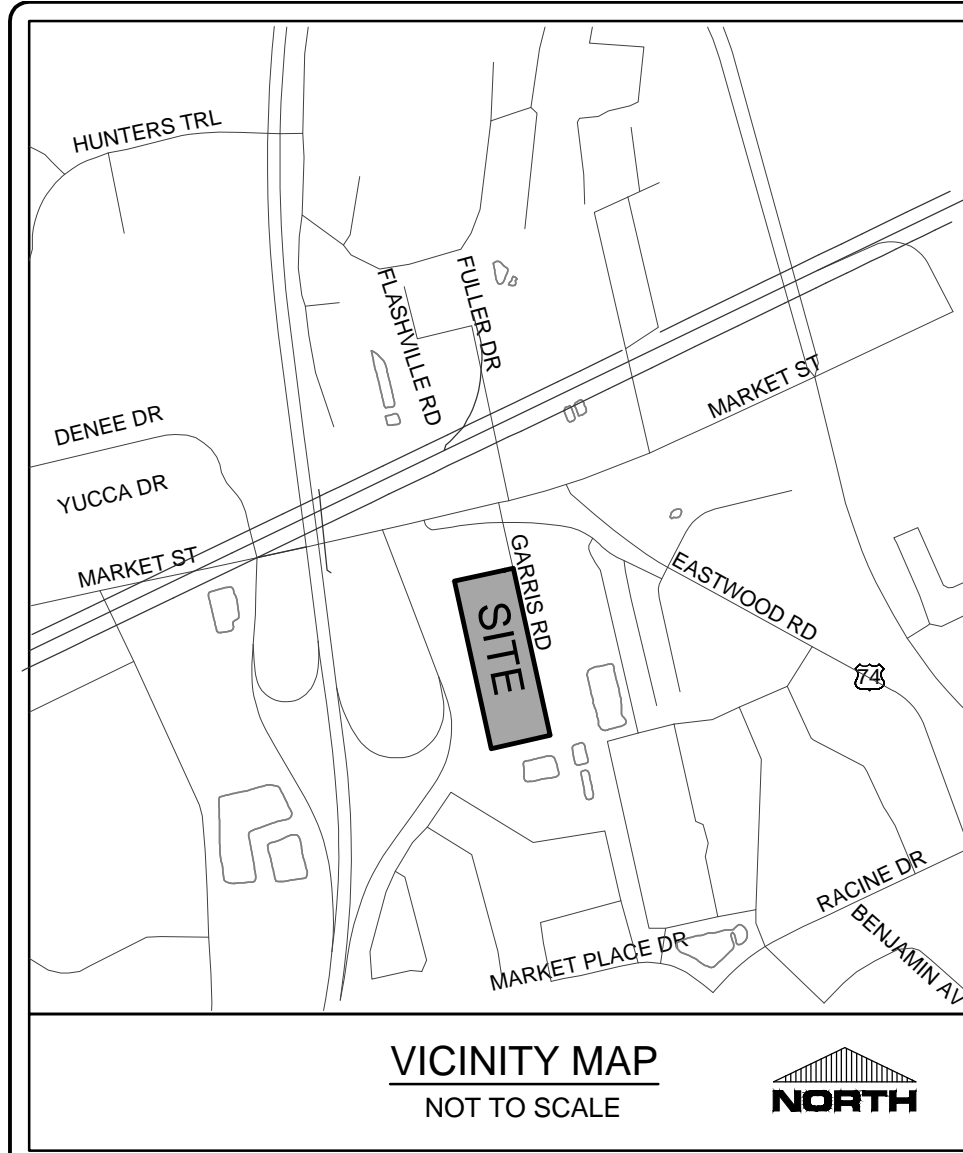 HUNTERS TRL
FLASHVILLE RD
FULLER DR
MARKET ST
DENEE DR
YUCCA DR
MARKET ST
GARRIS RD
SITE
EASTWOOD RD
74
RACINE DR
BENJAMIN AV
MARKET PLACE DR
VICINITY MAP
NOT TO SCALE
NORTH